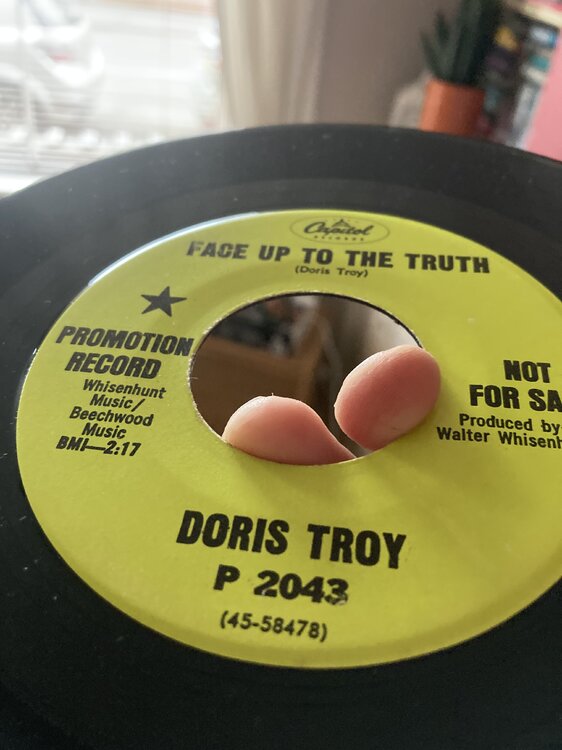 Capitol
RECORDS
FACE UP TO THE TRUTH
(Doris Troy)
PROMOTION
RECORD
Whisenhunt
Music/
Beechwood
Music
BMI—2:17
NOT
FOR SA
Produced by
Walter Whisenh
DORIS TROY
P 2043
(45-58478)